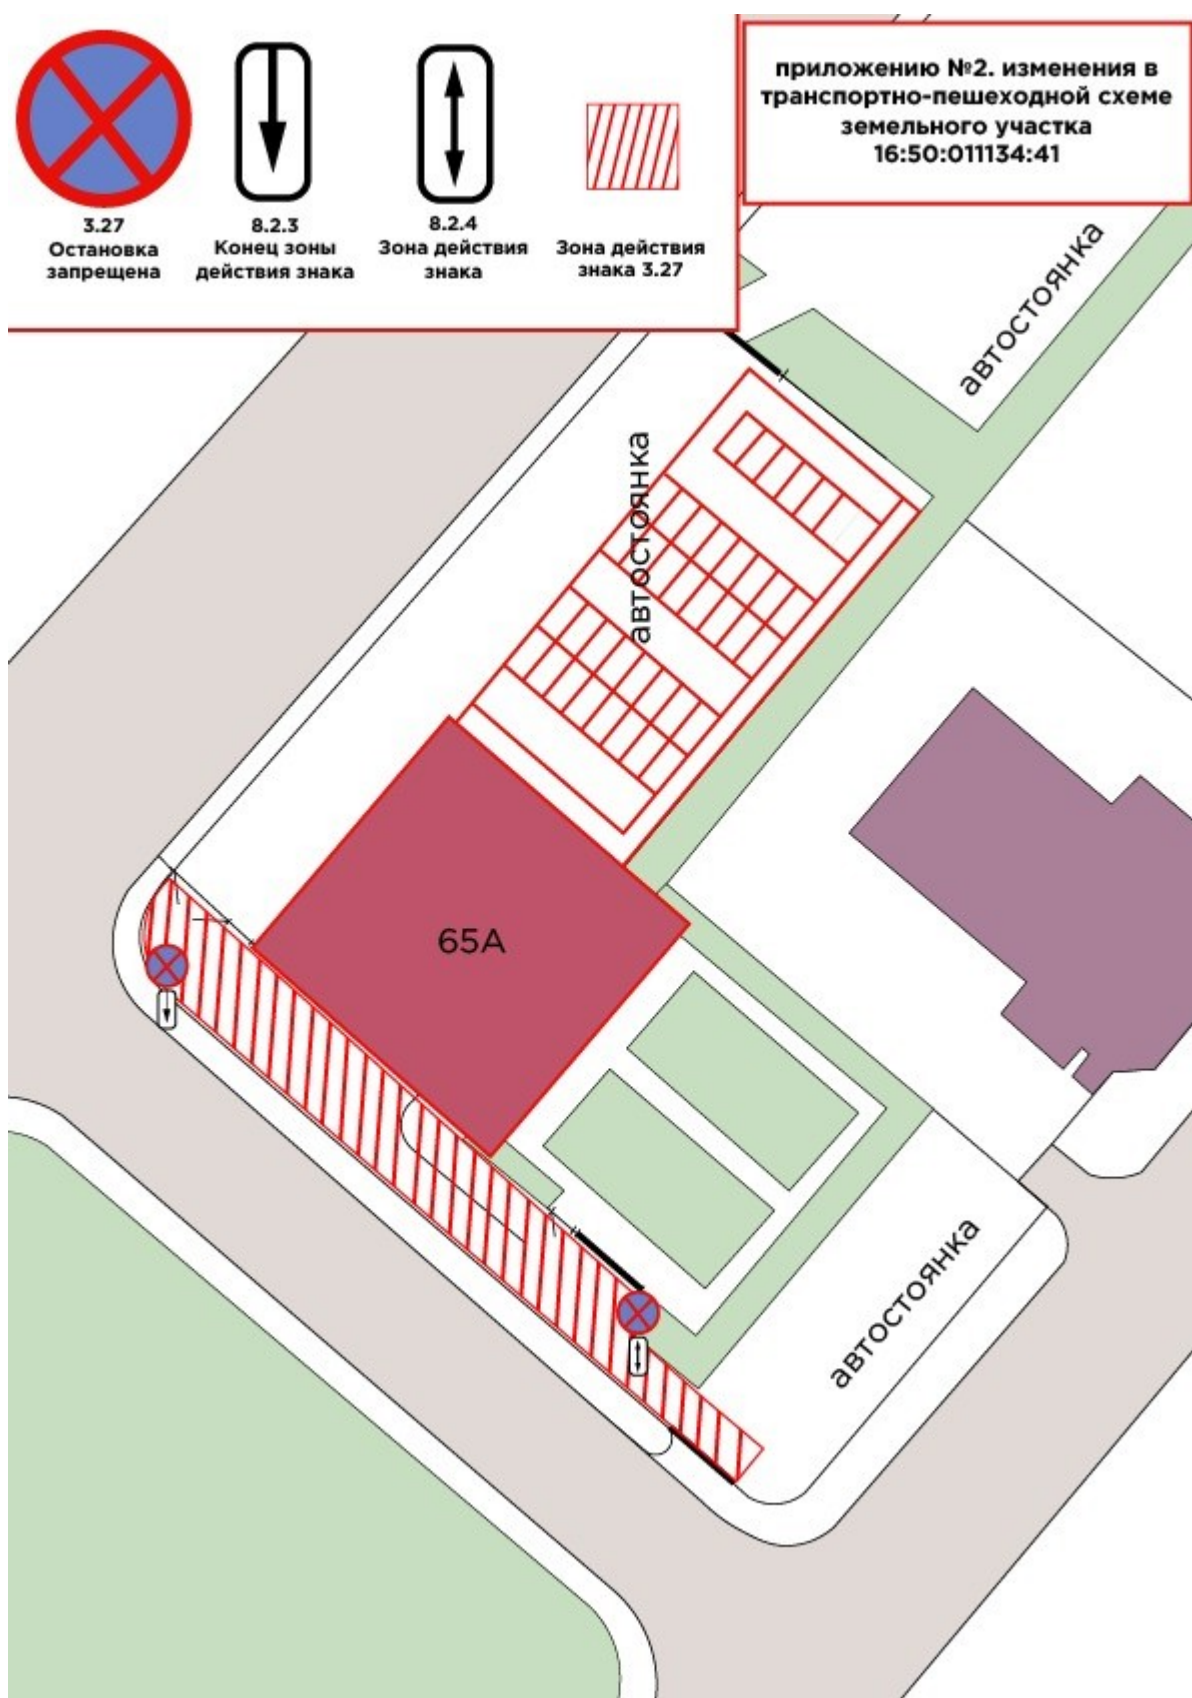 3.27
Остановка
запрещена
8.2.3
Конец зоны
действия знака
8.2.4
Зона действия
знака
Зона действия
знака 3.27
приложению №2. изменения в
транспортно-пешеходной схеме
земельного участка
16:50:011134:41
автостоянка
автостоянка
65А
автостоянка